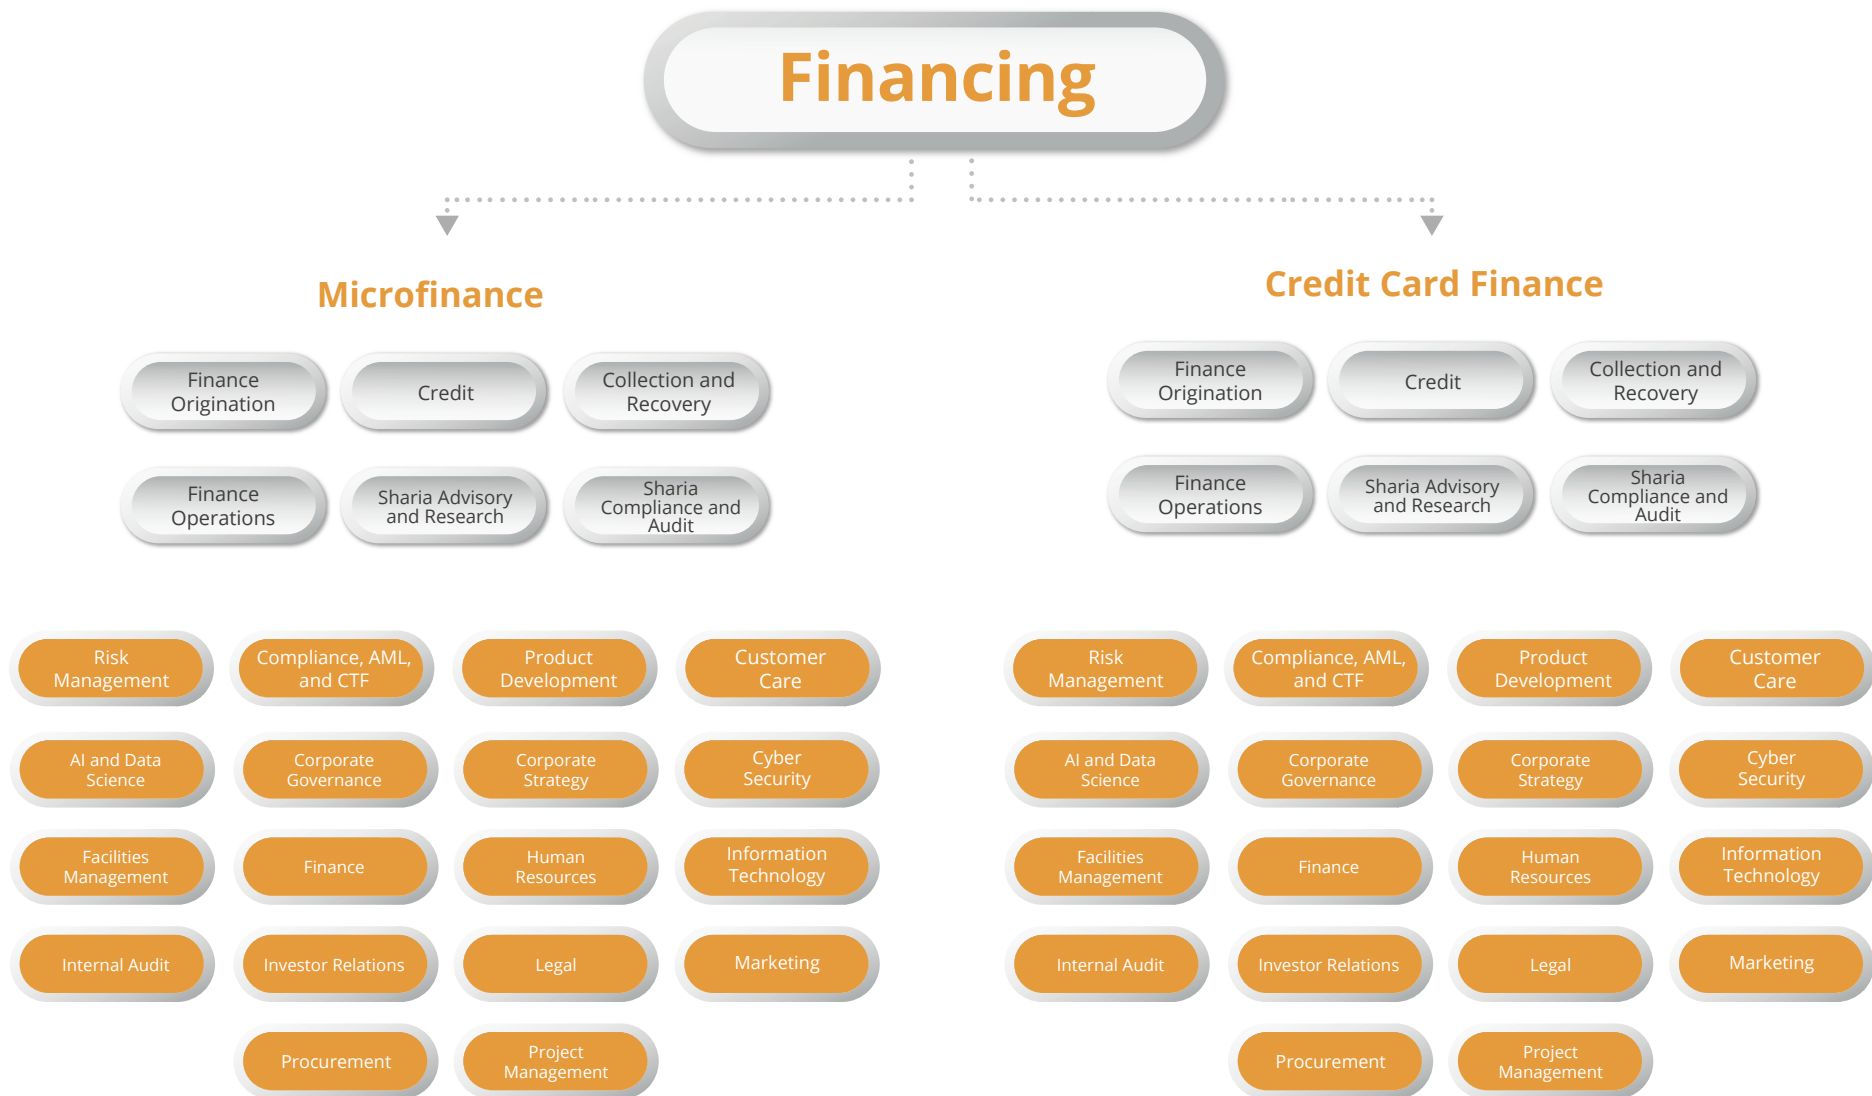 Financing
Microfinance
Finance
Origination
Credit
Collection and
Recovery
Finance
Operations
Sharia Advisory
and Research
Sharia
Compliance and
Audit
Risk
Management
Compliance, AML,
and CTF
Product
Development
Customer
Care
AI and Data
Science
Corporate
Governance
Corporate
Strategy
Cyber
Security
Facilities
Management
Finance
Human
Resources
Information
Technology
Internal Audit
Investor Relations
Legal
Marketing
Procurement
Project
Management
Credit Card Finance
Finance
Origination
Credit
Collection and
Recovery
Finance
Operations
Sharia Advisory
and Research
Sharia
Compliance and
Audit
Risk
Management
Compliance, AML,
and CTF
Product
Development
Customer
Care
AI and Data
Science
Corporate
Governance
Corporate
Strategy
Cyber
Security
Facilities
Management
Finance
Human
Resources
Information
Technology
Internal Audit
Investor Relations
Legal
Marketing
Procurement
Project
Management